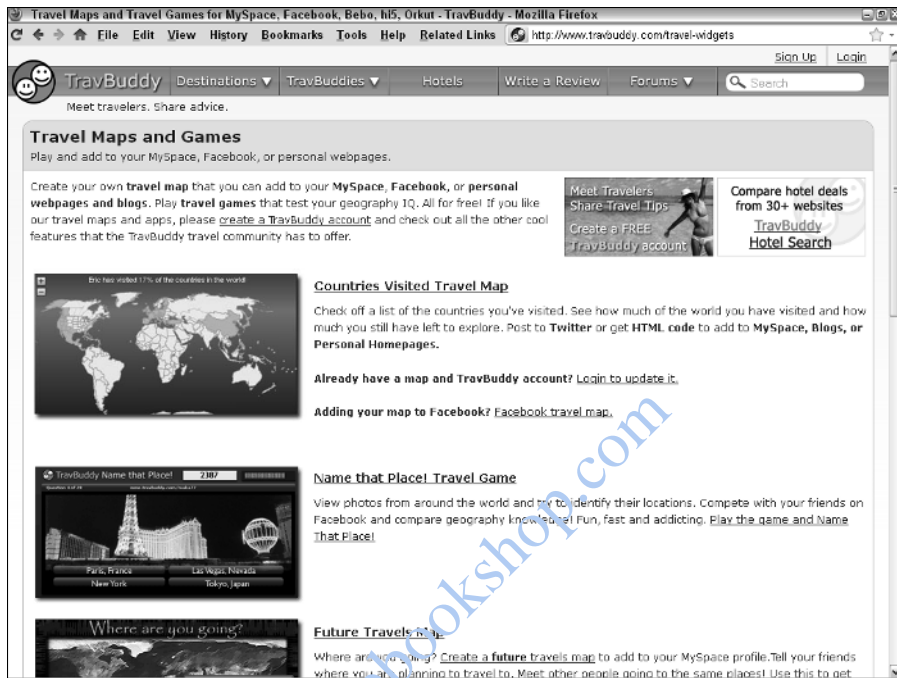 Travel Maps and Travel Games for MySpace, Facebook, Bebo, hi5, Orkut - TravBuddy - Mozilla Firefox
File Edit View History Bookmarks Tools Help Related Links http://www.travbuddy.com/travel-widgets
Sign Up Login
TravBuddy Destinations ▼ TravBuddies ▼ Hotels Write a Review Forums ▼ Search
Meet travelers. Share advice.
Travel Maps and Games
Play and add to your MySpace, Facebook, or personal webpages.
Create your own travel map that you can add to your MySpace, Facebook, or personal
webpages and blogs. Play travel games that test your geography IQ. All for free! If you like
our travel maps and apps, please create a TravBuddy account and check out all the other cool
features that the TravBuddy travel community has to offer.
Meet Travelers
Share Travel Tips
Create a FREE
TravBuddy account
Compare hotel deals
from 30+ websites
TravBuddy
Hotel Search
Eric has visited 17% of the countries in the world!
Countries Visited Travel Map
Check off a list of the countries you've visited. See how much of the world you have visited and how
much you still have left to explore. Post to Twitter or get HTML code to add to MySpace, Blogs, or
Personal Homepages.
Already have a map and TravBuddy account? Login to update it.
Adding your map to Facebook? Facebook travel map.
TravBuddy Name that Place! 2387
Paris, France Las Vegas, Nevada
New York Tokyo, Japan
Name that Place! Travel Game
View photos from around the world and try to identify their locations. Compete with your friends on
Facebook and compare geography knowledge! Fun, fast and addicting. Play the game and Name
That Place!
Where are you going?
Future Travels Map
Where are you going? Create a future travels map to add to your MySpace profile.Tell your friends
where you are planning to travel to. Meet other people going to the same places! Use this to get
bookshop.com